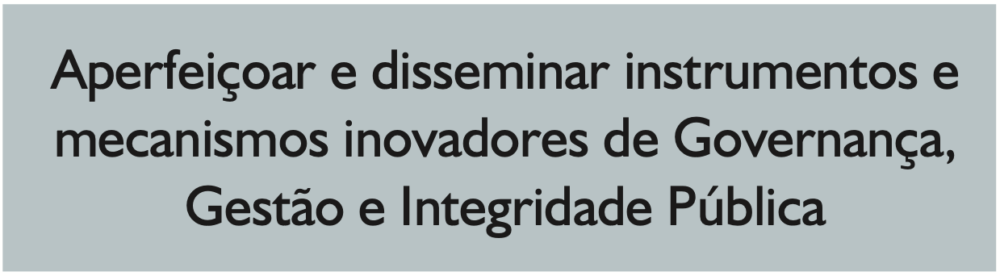 Aperfeiçoar e disseminar instrumentos e
mecanismos inovadores de Governança,
Gestão e Integridade Pública